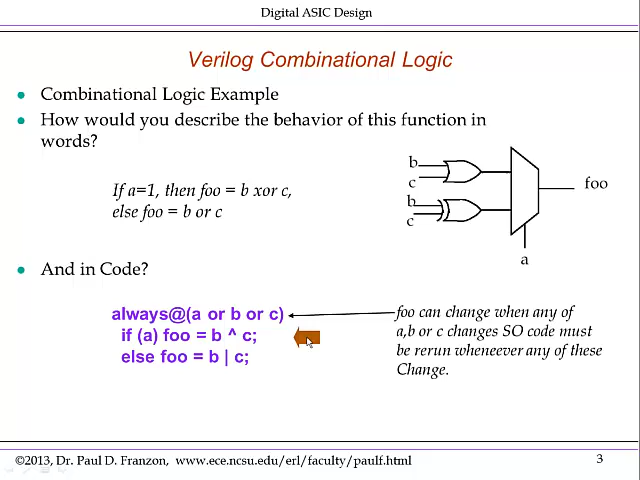 Digital ASIC Design
Verilog Combinational Logic
Combinational Logic Example
How would you describe the behavior of this function in
words?
If a=1, then foo = b xor c,
else foo = b or c
b
c
b
c
foo
a
And in Code?
always@(a or b or c)
if (a) foo = b ^ c;
else foo = b | c;
foo can change when any of
a,b or c changes SO code must
be rerun wheneever any of these
Change.
©2013, Dr. Paul D. Franzon, www.ece.ncsu.edu/erl/faculty/paulf.html
3